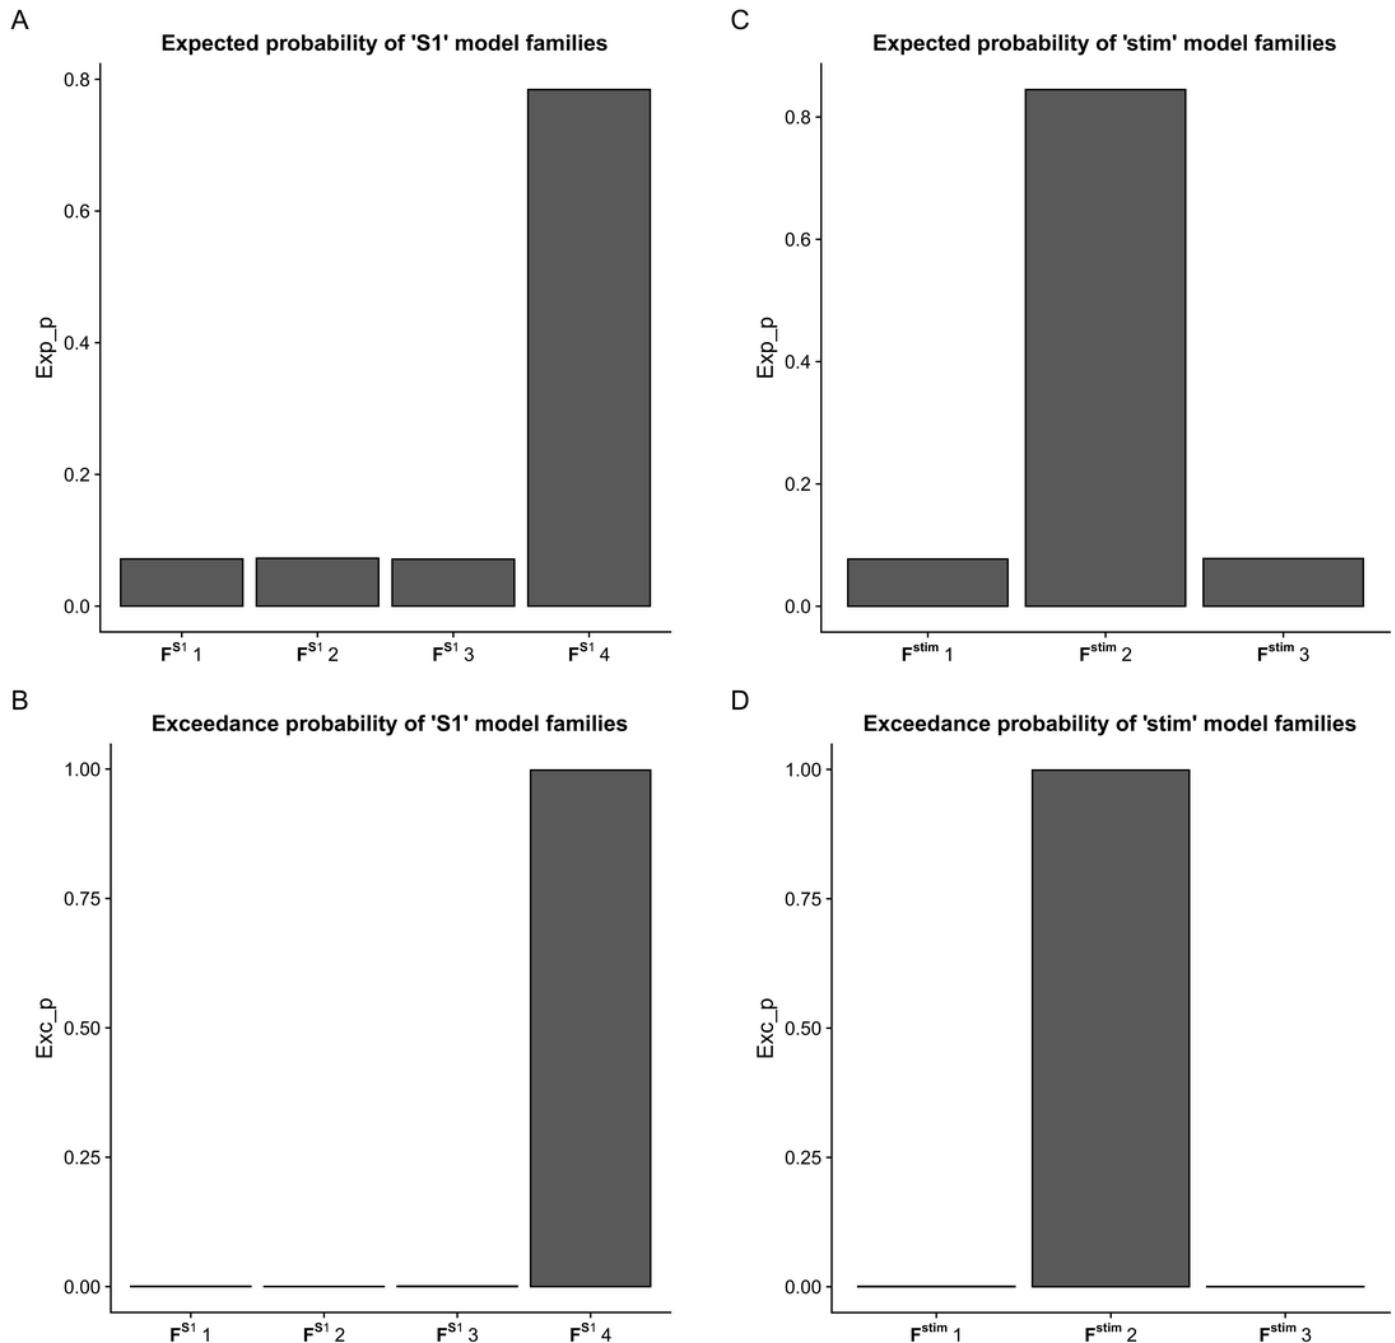 A
Expected probability of 'S1' model families
0.8
0.6
0.4
0.2
0.0
Exp_p
F^S1 1 F^S1 2 F^S1 3 F^S1 4
C
Expected probability of 'stim' model families
0.8
0.6
0.4
0.2
0.0
Exp_p
F^stim 1 F^stim 2 F^stim 3
B
Exceedance probability of 'S1' model families
1.00
0.75
0.50
0.25
0.00
Exc_p
F^S1 1 F^S1 2 F^S1 3 F^S1 4
D
Exceedance probability of 'stim' model families
1.00
0.75
0.50
0.25
0.00
Exc_p
F^stim 1 F^stim 2 F^stim 3